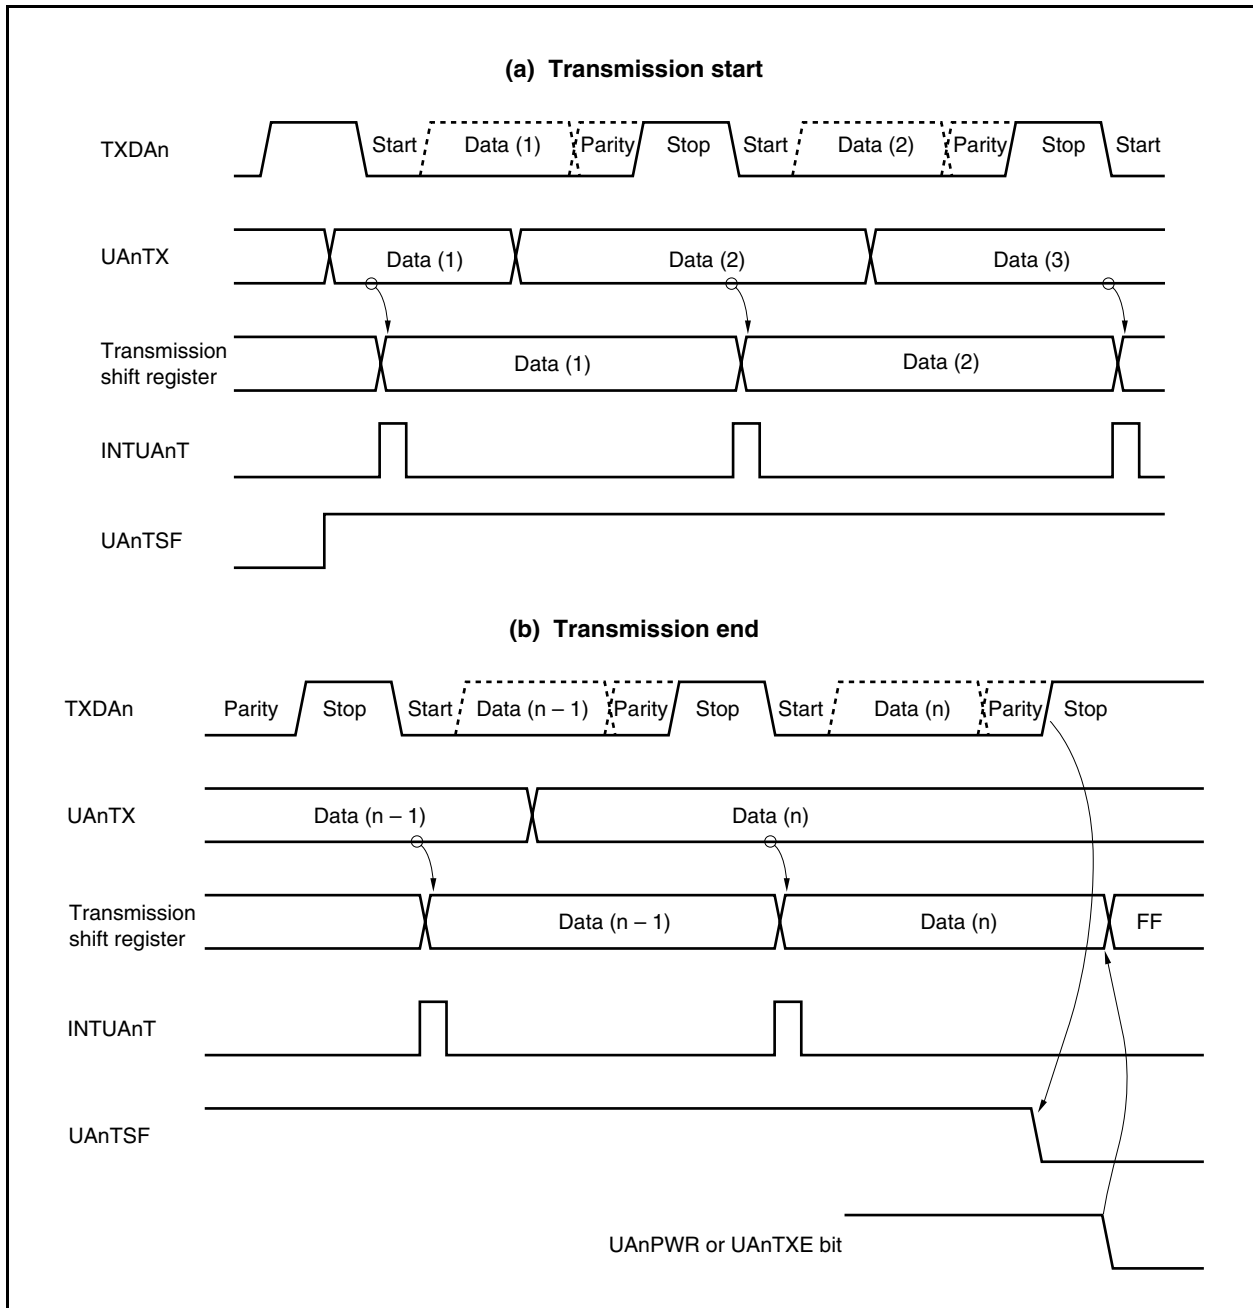 (a) Transmission start
TXDAn Start Data (1) Parity Stop Start Data (2) Parity Stop Start
UAnTX Data (1) Data (2) Data (3)
Transmission
shift register
Data (1) Data (2)
INTUAnT
UAnTSF
(b) Transmission end
TXDAn Parity Stop Start Data (n – 1) Parity Stop Start Data (n) Parity Stop
UAnTX Data (n – 1) Data (n)
Transmission
shift register
Data (n – 1) Data (n) FF
INTUAnT
UAnTSF
UAnPWR or UAnTXE bit